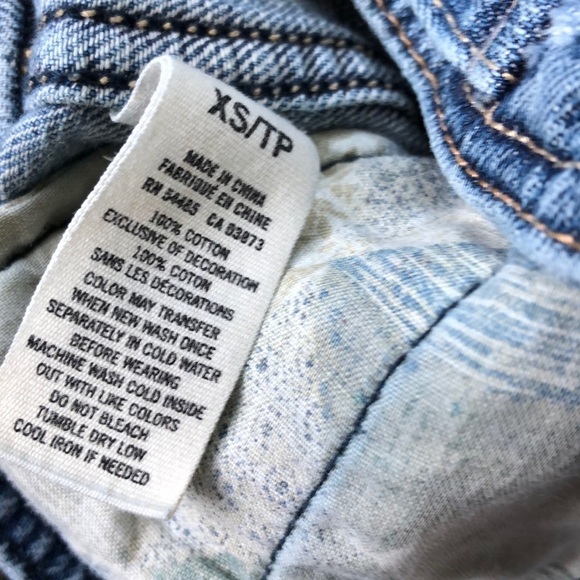 XS/TP
MADE IN CHINA
FABRIQUÉ EN CHINE
RN 54485 CA 03873
100% COTTON
EXCLUSIVE OF DECORATION
100% COTON
SANS LES DÉCORATIONS
COLOR MAY TRANSFER
WHEN NEW WASH ONCE
SEPARATELY IN COLD WATER
BEFORE WEARING
MACHINE WASH COLD INSIDE
OUT WITH LIKE COLORS
DO NOT BLEACH
TUMBLE DRY LOW
COOL IRON IF NEEDED